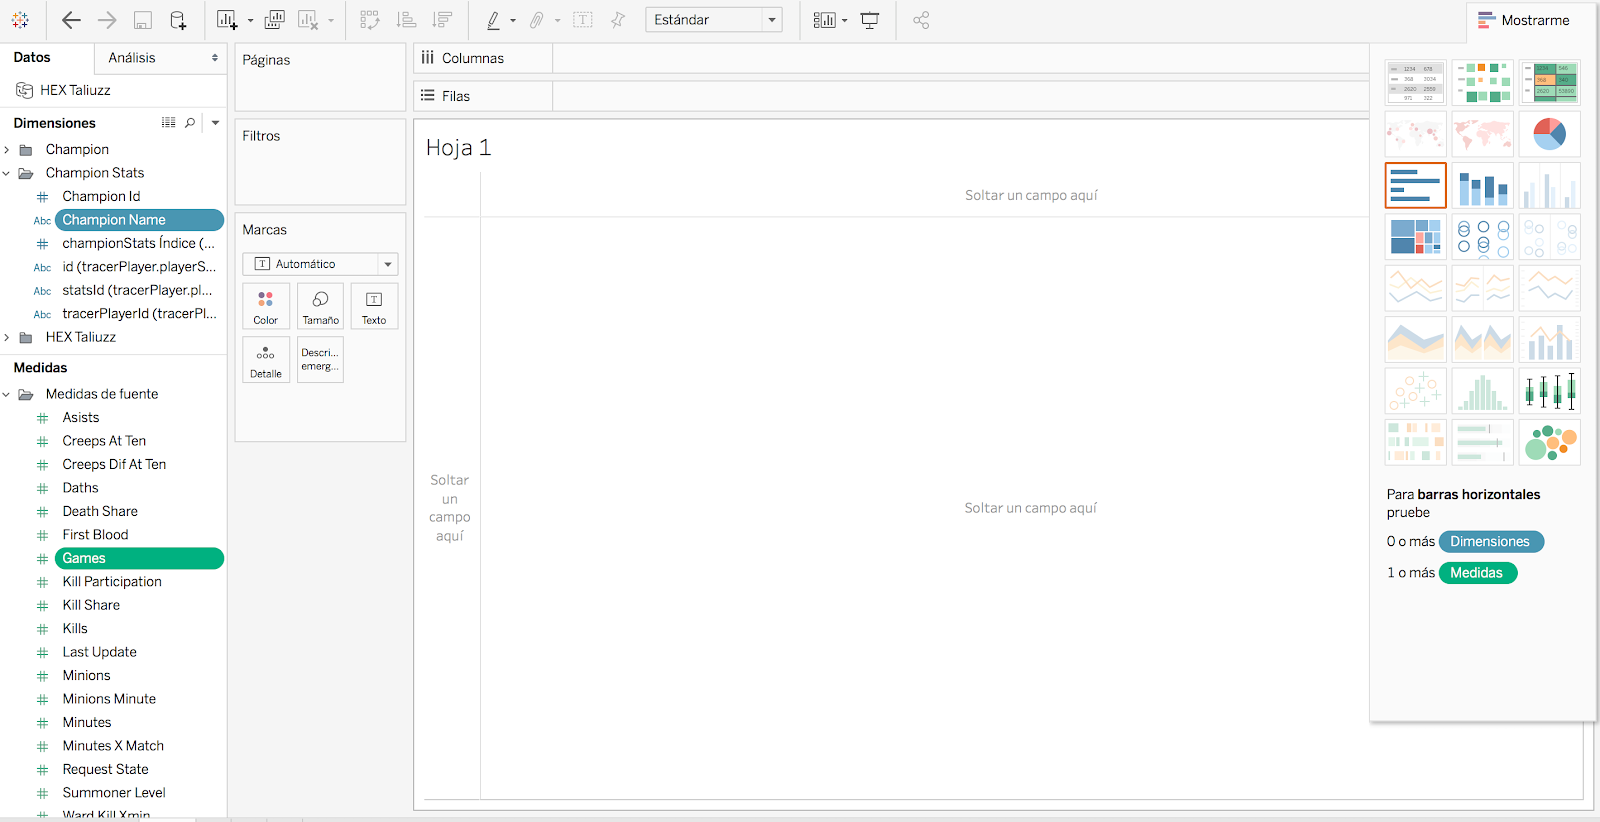 Estándar
Mostrarme
Datos
Análisis
HEX Taliuzz
Dimensiones
Champion
Champion Stats
Champion Id
Abc Champion Name
championStats Índice (...
Abc id (tracerPlayer.playerS...
Abc statsId (tracerPlayer.pl...
Abc tracerPlayerId (tracerPl...
HEX Taliuzz
Medidas
Medidas de fuente
Asists
Creeps At Ten
Creeps Dif At Ten
Daths
Death Share
First Blood
Games
Kill Participation
Kill Share
Kills
Last Update
Minions
Minions Minute
Minutes
Minutes X Match
Request State
Summoner Level
Ward Kill Xmin
Páginas
Filtros
Marcas
Automático
Color
Tamaño
Texto
Detalle
Descri...
emerg...
Columnas
Filas
Hoja 1
Soltar un campo aquí
Soltar
un
campo
aquí
Soltar un campo aquí
Para barras horizontales
pruebe
0 o más Dimensiones
1 o más Medidas